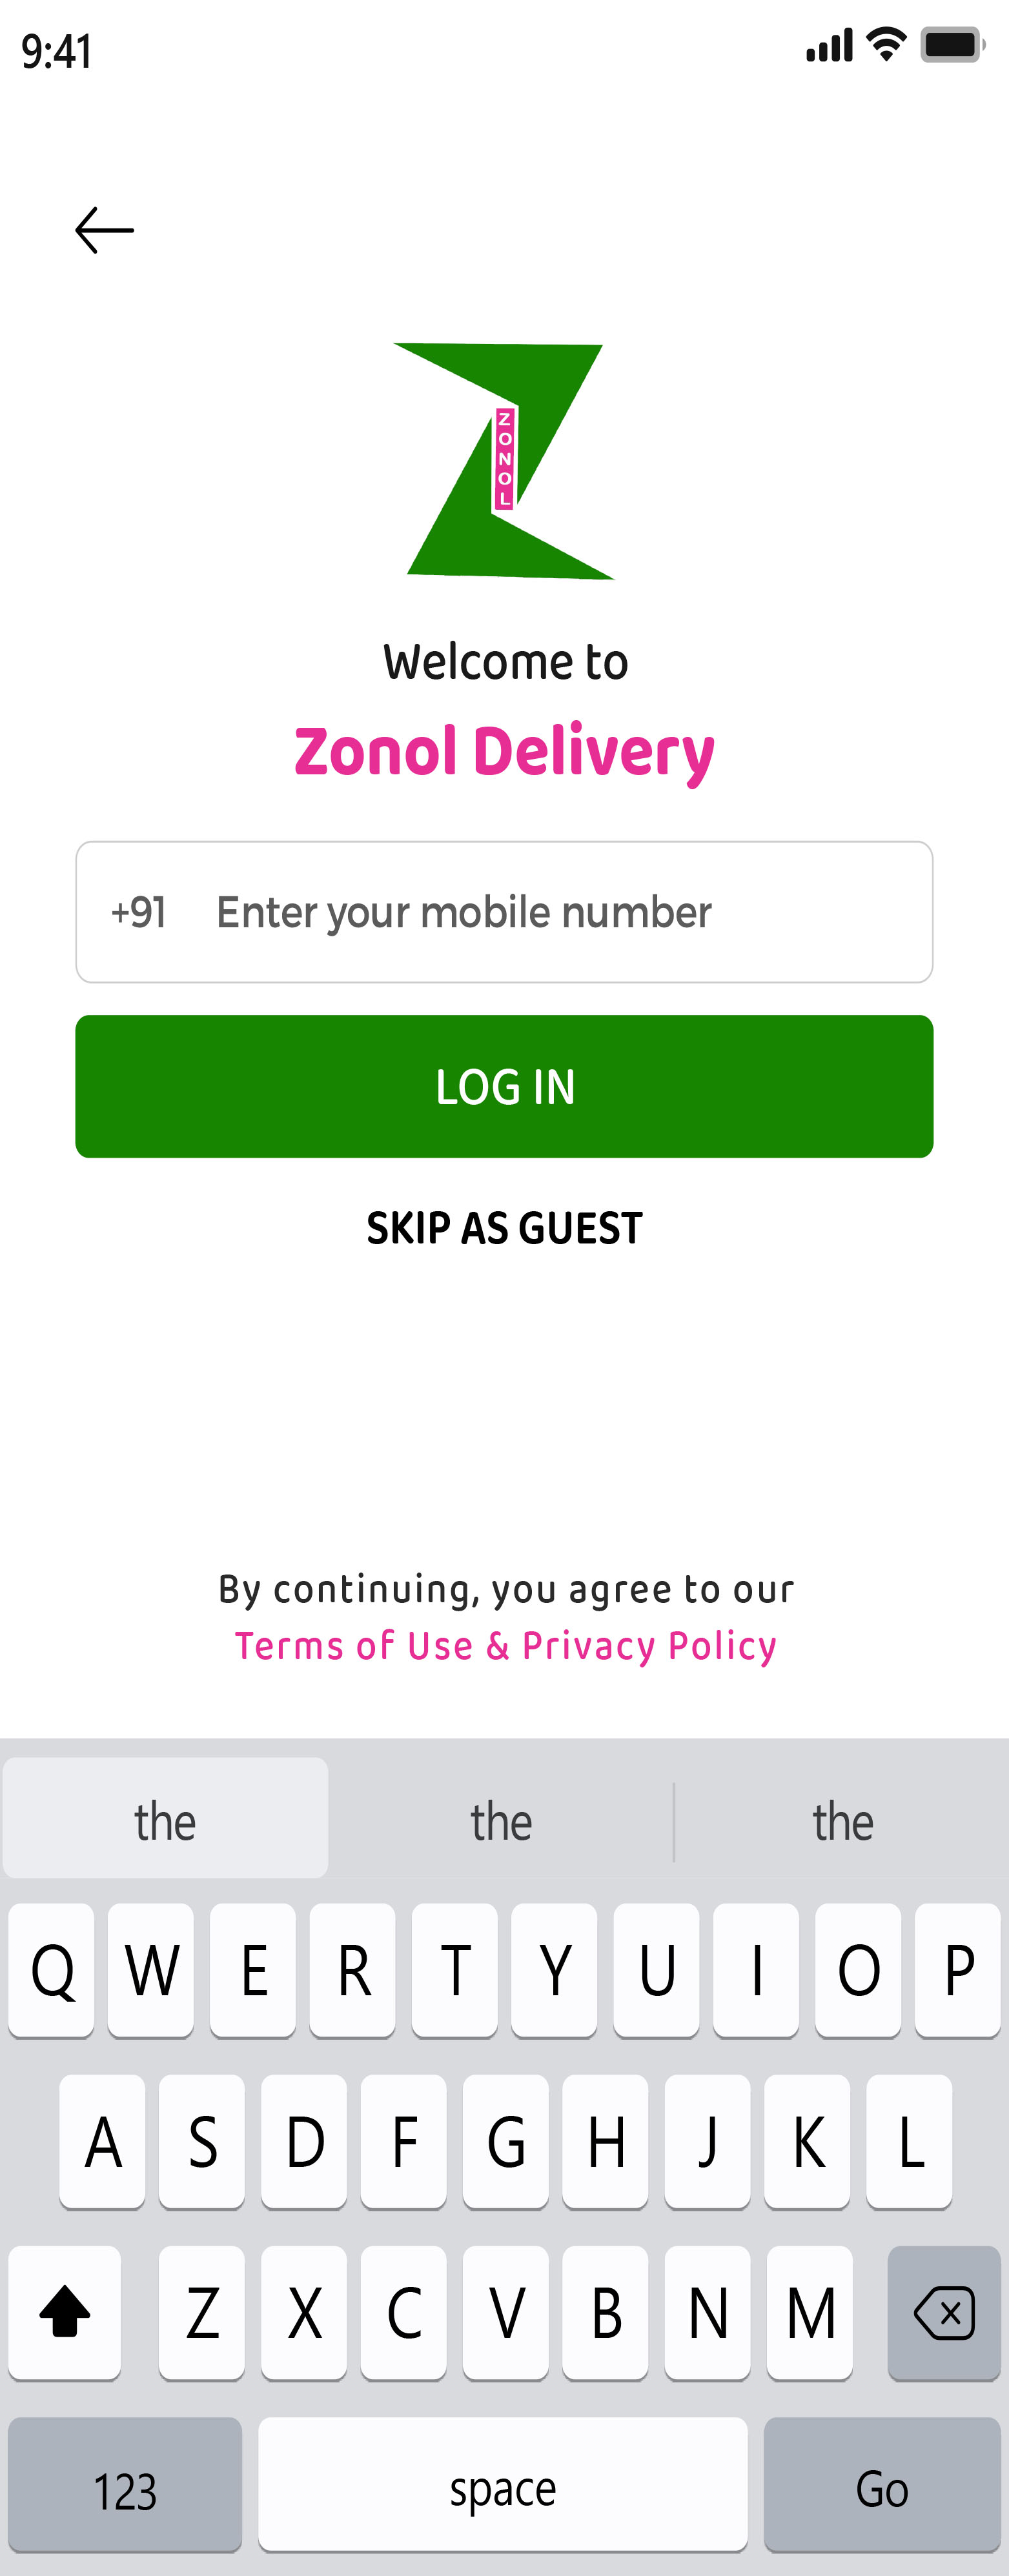 9:41
Z
O
N
O
L
Welcome to
Zonol Delivery
+91 Enter your mobile number
LOG IN
SKIP AS GUEST
By continuing, you agree to our
Terms of Use & Privacy Policy
the the the
Q W E R T Y U I O P
A S D F G H J K L
Z X C V B N M
123 space Go